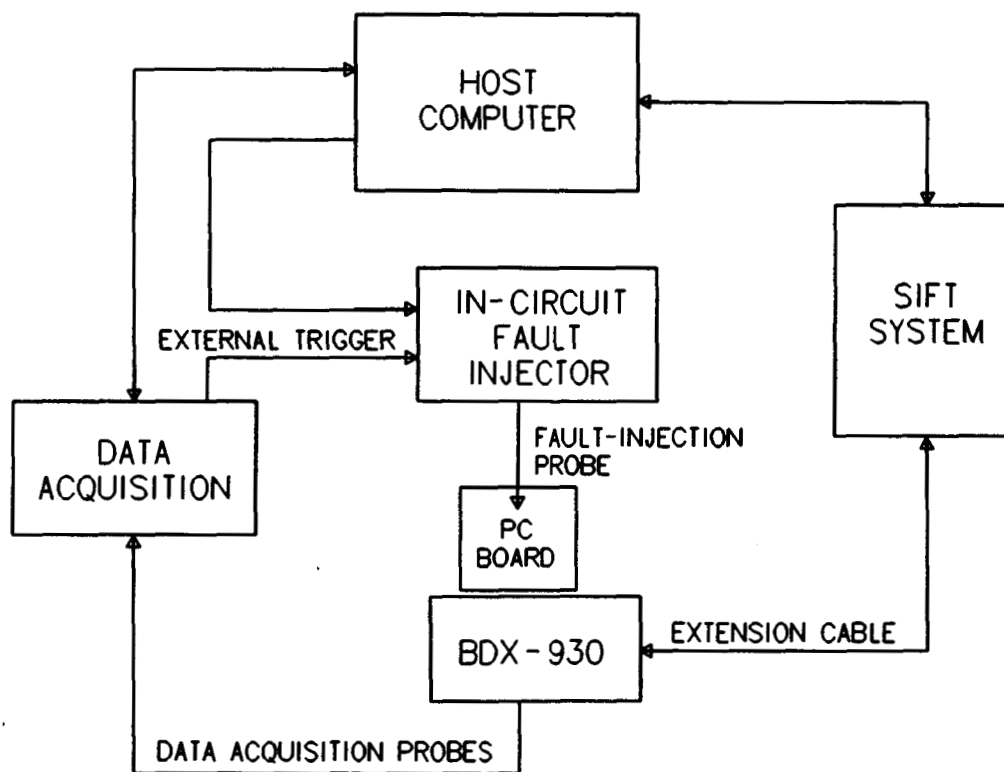 HOST
COMPUTER
SIFT
SYSTEM
IN-CIRCUIT
FAULT
INJECTOR
EXTERNAL TRIGGER
DATA
ACQUISITION
FAULT-INJECTION
PROBE
PC
BOARD
BDX-930
EXTENSION CABLE
DATA ACQUISITION PROBES